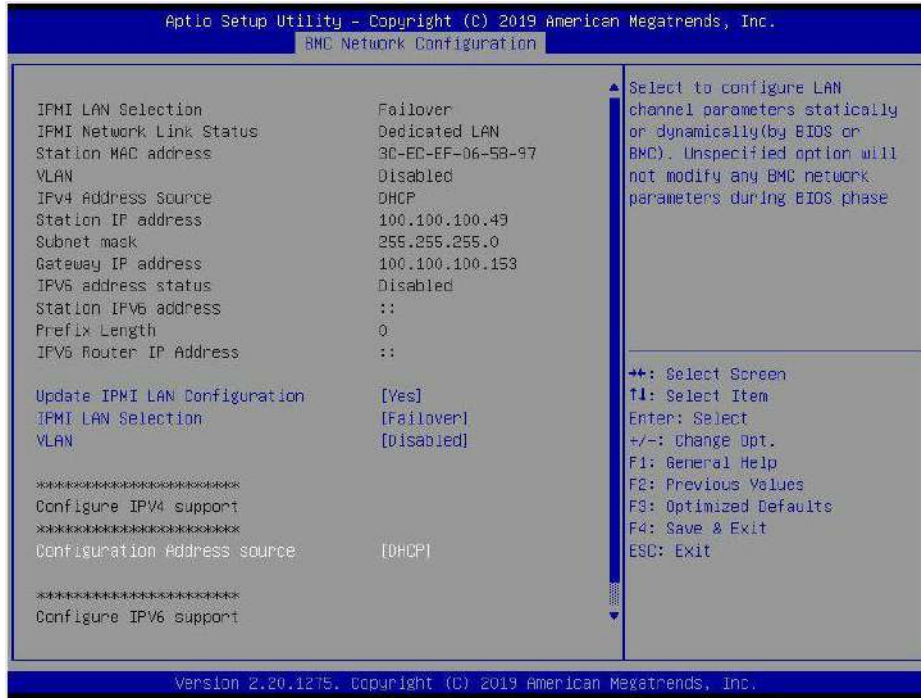 Aptio Setup Utility – Copyright (C) 2019 American Megatrends, Inc.
BMC Network Configuration
IPMI LAN Selection Failover
IPMI Network Link Status Dedicated LAN
Station MAC address 3C-EC-EF-06-5B-97
VLAN Disabled
IPv4 Address Source DHCP
Station IP address 100.100.100.49
Subnet mask 255.255.255.0
Gateway IP address 100.100.100.153
IPV6 address status Disabled
Station IPV6 address ::
Prefix Length 0
IPV6 Router IP Address ::
Update IPMI LAN Configuration [Yes]
IPMI LAN Selection [Failover]
VLAN [Disabled]
************************
Configure IPV4 support
************************
Configuration Address source [DHCP]
************************
Configure IPV6 support
Select to configure LAN
channel parameters statically
or dynamically(by BIOS or
BMC). Unspecified option will
not modify any BMC network
parameters during BIOS phase
→←: Select Screen
↑↓: Select Item
Enter: Select
+/-: Change Opt.
F1: General Help
F2: Previous Values
F3: Optimized Defaults
F4: Save & Exit
ESC: Exit
Version 2.20.1275. Copyright (C) 2019 American Megatrends, Inc.